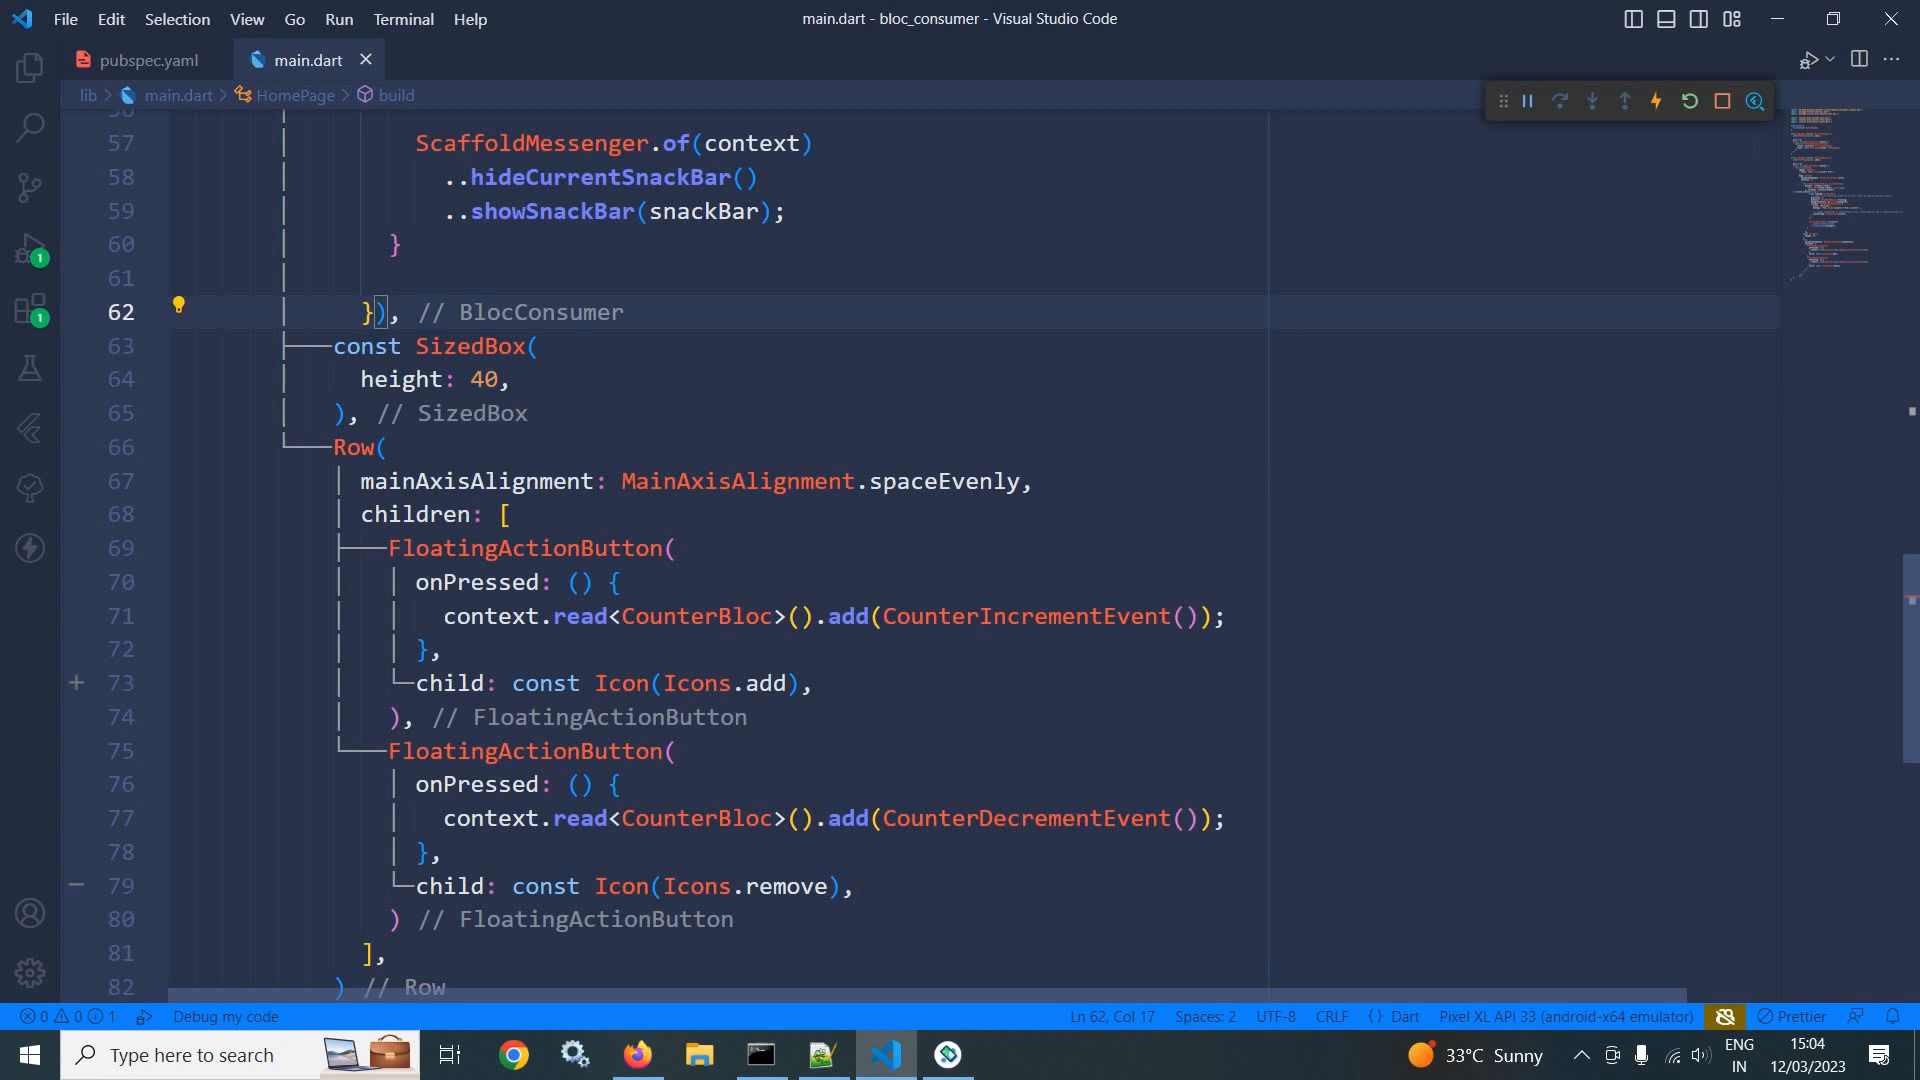 File Edit Selection View Go Run Terminal Help
main.dart - bloc_consumer - Visual Studio Code
pubspec.yaml
main.dart
lib > main.dart > HomePage > build
57 ScaffoldMessenger.of(context)
58 ..hideCurrentSnackBar()
59 ..showSnackBar(snackBar);
60 }
61
62 }), // BlocConsumer
63 const SizedBox(
64 height: 40,
65 ), // SizedBox
66 Row(
67 mainAxisAlignment: MainAxisAlignment.spaceEvenly,
68 children: [
69 FloatingActionButton(
70 onPressed: () {
71 context.read<CounterBloc>().add(CounterIncrementEvent());
72 },
73 child: const Icon(Icons.add),
74 ), // FloatingActionButton
75 FloatingActionButton(
76 onPressed: () {
77 context.read<CounterBloc>().add(CounterDecrementEvent());
78 },
79 child: const Icon(Icons.remove),
80 ) // FloatingActionButton
81 ],
82 ) // Row
1
1
0 0 1 Debug my code
Ln 62, Col 17 Spaces: 2 UTF-8 CRLF {} Dart Pixel XL API 33 (android-x64 emulator) Prettier
Type here to search
33°C Sunny
ENG
IN
15:04
12/03/2023